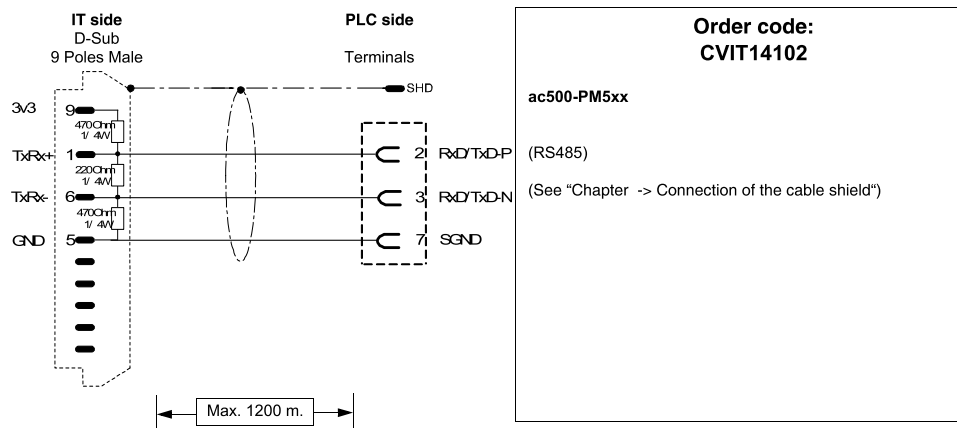 IT side
D-Sub
9 Poles Male
PLC side
Terminals
SHD
3v3 9
470Ohm
1/4W
TxRx+ 1
2 RxD/TxD-P
220Ohm
1/4W
TxRx- 6
3 RxD/TxD-N
470Ohm
1/4W
GND 5
7 SGND
Max. 1200 m.
Order code:
CVIT14102
ac500-PM5xx
(RS485)
(See “Chapter -> Connection of the cable shield“)